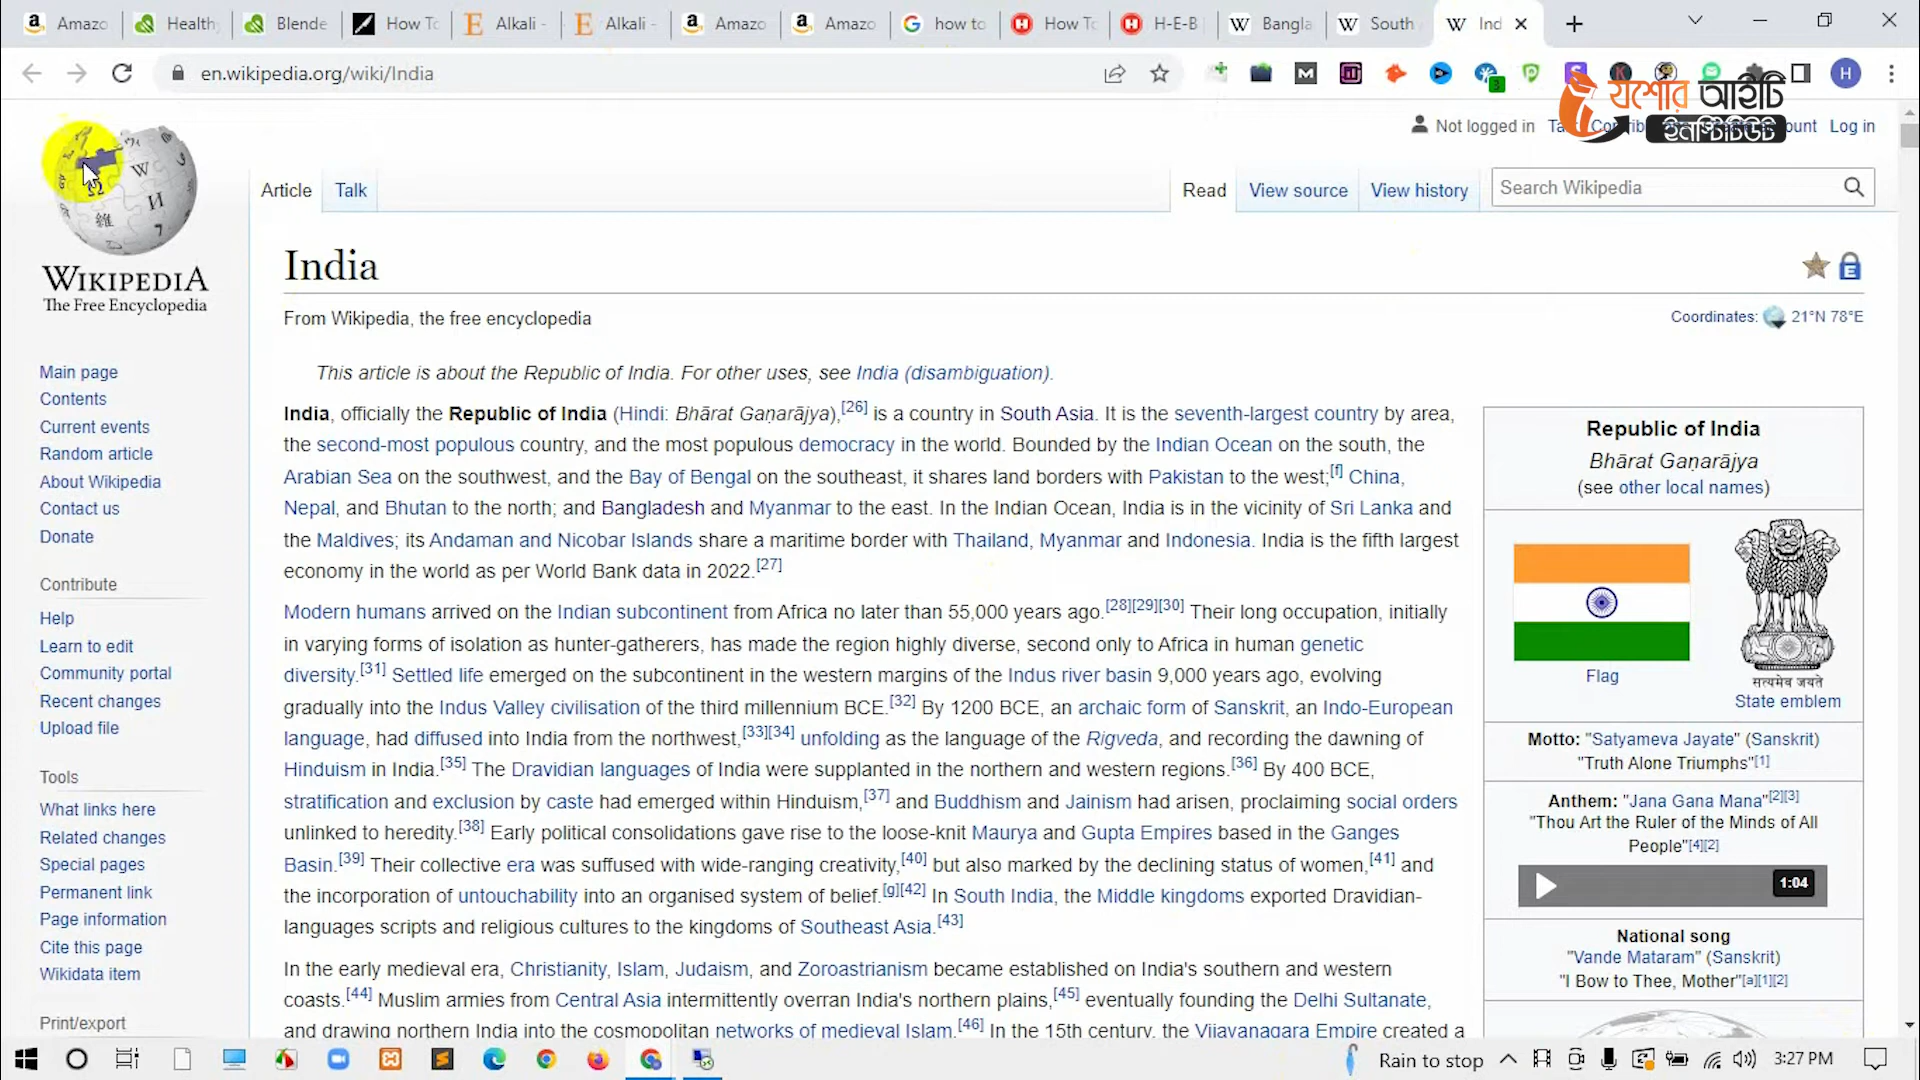 Amazo
Health
Blende
How To
Alkali -
Alkali -
Amazo
Amazo
how to
How To
H-E-B
Bangla
South
Ind
en.wikipedia.org/wiki/India
H
যশোর আইটি
ইনস্টিটিউট
Not logged in
Log in
Article
Talk
Read
View source
View history
Search Wikipedia
WIKIPEDIA
The Free Encyclopedia
India
From Wikipedia, the free encyclopedia
Coordinates: 21°N 78°E
Main page
Contents
Current events
Random article
About Wikipedia
Contact us
Donate
Contribute
Help
Learn to edit
Community portal
Recent changes
Upload file
Tools
What links here
Related changes
Special pages
Permanent link
Page information
Cite this page
Wikidata item
Print/export
This article is about the Republic of India. For other uses, see India (disambiguation).
India, officially the Republic of India (Hindi: Bhārat Gaṇarājya),[26] is a country in South Asia. It is the seventh-largest country by area,
the second-most populous country, and the most populous democracy in the world. Bounded by the Indian Ocean on the south, the
Arabian Sea on the southwest, and the Bay of Bengal on the southeast, it shares land borders with Pakistan to the west;[f] China,
Nepal, and Bhutan to the north; and Bangladesh and Myanmar to the east. In the Indian Ocean, India is in the vicinity of Sri Lanka and
the Maldives; its Andaman and Nicobar Islands share a maritime border with Thailand, Myanmar and Indonesia. India is the fifth largest
economy in the world as per World Bank data in 2022.[27]
Modern humans arrived on the Indian subcontinent from Africa no later than 55,000 years ago.[28][29][30] Their long occupation, initially
in varying forms of isolation as hunter-gatherers, has made the region highly diverse, second only to Africa in human genetic
diversity.[31] Settled life emerged on the subcontinent in the western margins of the Indus river basin 9,000 years ago, evolving
gradually into the Indus Valley civilisation of the third millennium BCE.[32] By 1200 BCE, an archaic form of Sanskrit, an Indo-European
language, had diffused into India from the northwest,[33][34] unfolding as the language of the Rigveda, and recording the dawning of
Hinduism in India.[35] The Dravidian languages of India were supplanted in the northern and western regions.[36] By 400 BCE,
stratification and exclusion by caste had emerged within Hinduism,[37] and Buddhism and Jainism had arisen, proclaiming social orders
unlinked to heredity.[38] Early political consolidations gave rise to the loose-knit Maurya and Gupta Empires based in the Ganges
Basin.[39] Their collective era was suffused with wide-ranging creativity,[40] but also marked by the declining status of women,[41] and
the incorporation of untouchability into an organised system of belief.[g][42] In South India, the Middle kingdoms exported Dravidian-
languages scripts and religious cultures to the kingdoms of Southeast Asia.[43]
In the early medieval era, Christianity, Islam, Judaism, and Zoroastrianism became established on India's southern and western
coasts.[44] Muslim armies from Central Asia intermittently overran India's northern plains,[45] eventually founding the Delhi Sultanate,
and drawing northern India into the cosmopolitan networks of medieval Islam.[46] In the 15th century, the Vijayanagara Empire created a
Republic of India
Bhārat Gaṇarājya
(see other local names)
Flag
सत्यमेव जयते
State emblem
Motto: "Satyameva Jayate" (Sanskrit)
"Truth Alone Triumphs"[1]
Anthem: "Jana Gana Mana"[2][3]
"Thou Art the Ruler of the Minds of All
People"[4][2]
1:04
National song
"Vande Mataram" (Sanskrit)
"I Bow to Thee, Mother"[a][1][2]
Rain to stop
3:27 PM